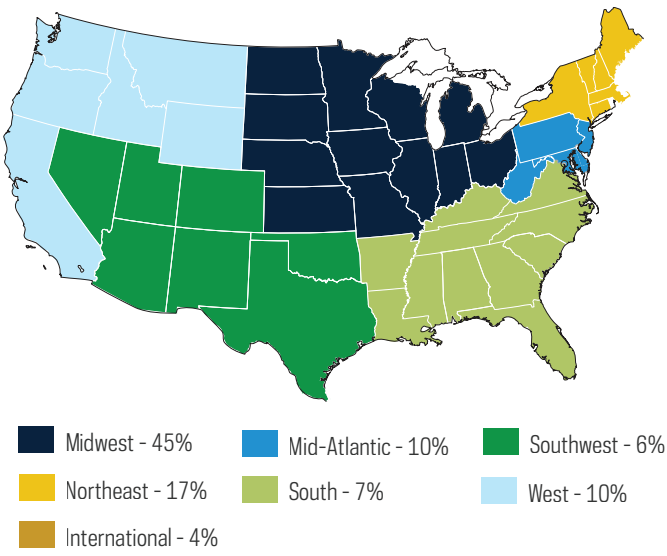 Midwest - 45%
Mid-Atlantic - 10%
Southwest - 6%
Northeast - 17%
South - 7%
West - 10%
International - 4%